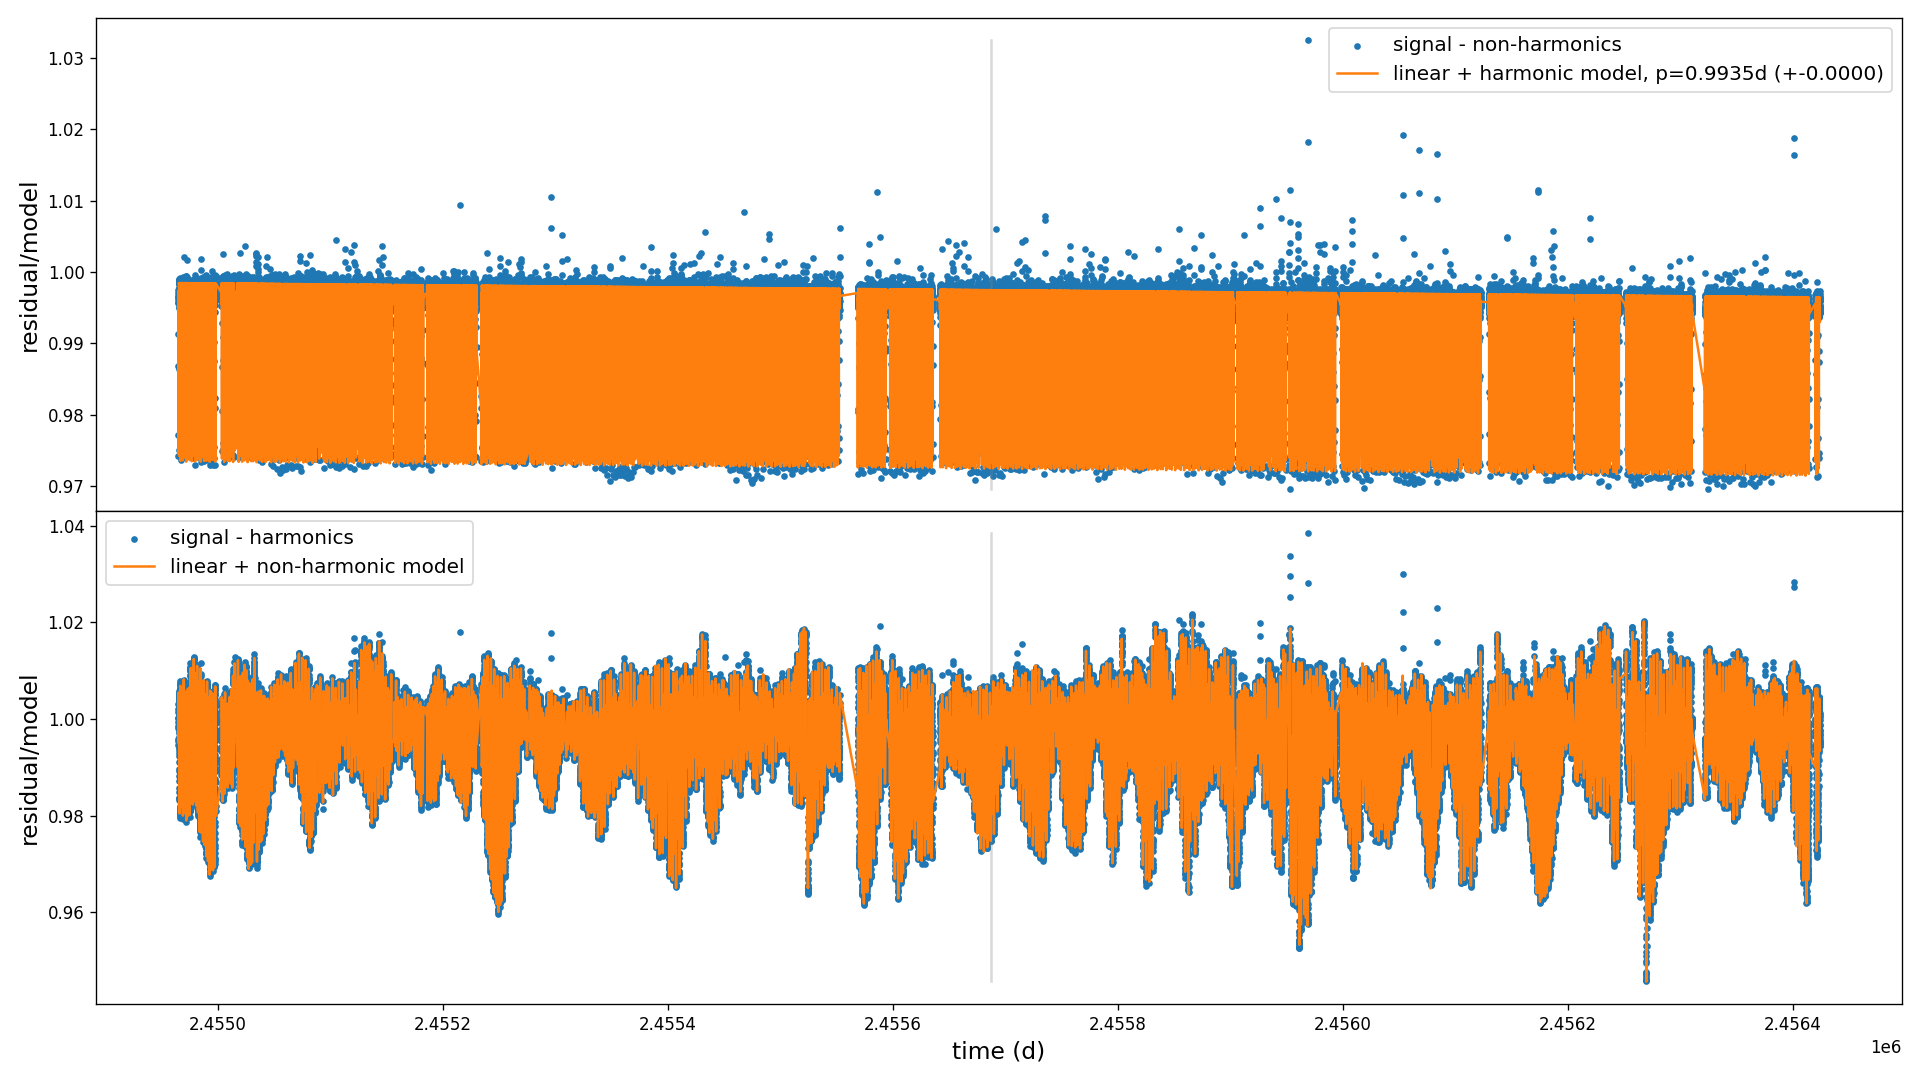 residual/model
1.03
1.02
1.01
1.00
0.99
0.98
0.97
signal - non-harmonics
linear + harmonic model, p=0.9935d (+-0.0000)
residual/model
1.04
1.02
1.00
0.98
0.96
signal - harmonics
linear + non-harmonic model
2.4550
2.4552
2.4554
2.4556
2.4558
2.4560
2.4562
2.4564
time (d)
1e6